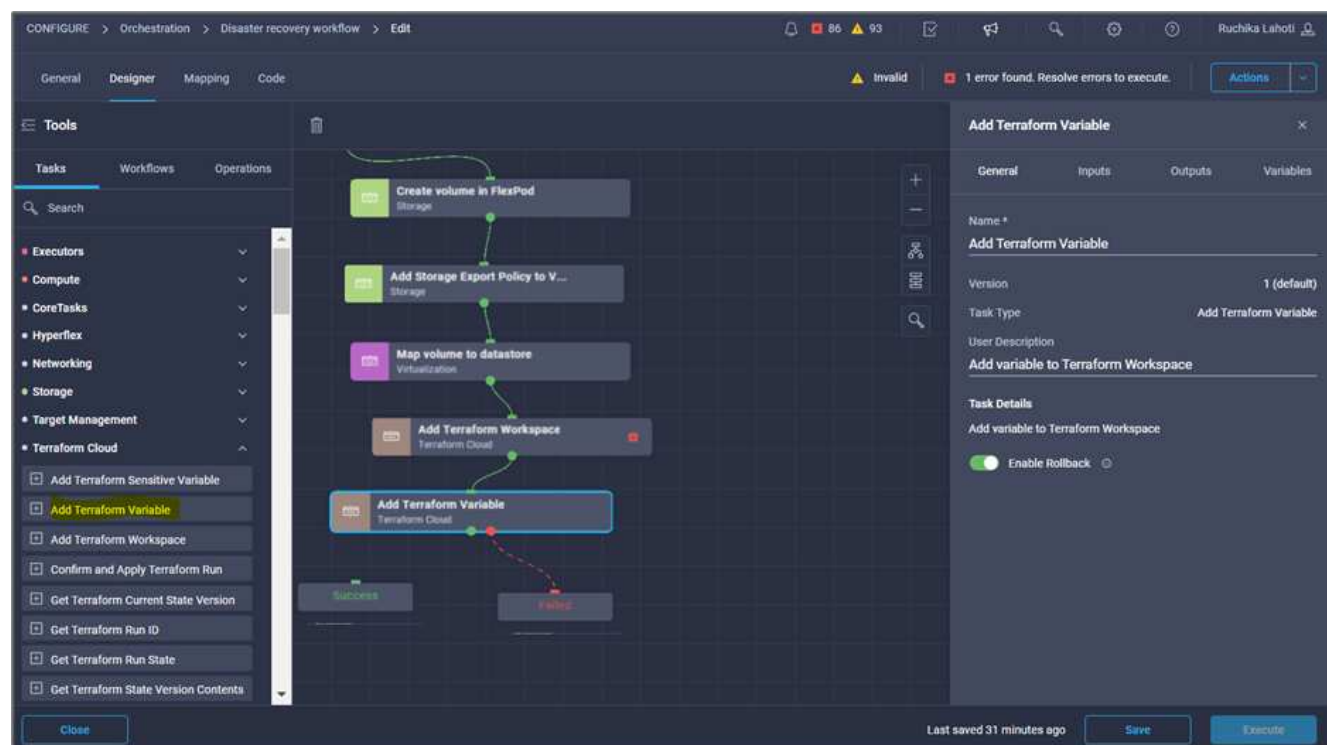 CONFIGURE > Orchestration > Disaster recovery workflow > Edit
86 93
Ruchika Lahoti
General Designer Mapping Code
Invalid
1 error found. Resolve errors to execute.
Actions
Tools
Tasks Workflows Operations
Search
Executors
Compute
CoreTasks
Hyperflex
Networking
Storage
Target Management
Terraform Cloud
Add Terraform Sensitive Variable
Add Terraform Variable
Add Terraform Workspace
Confirm and Apply Terraform Run
Get Terraform Current State Version
Get Terraform Run ID
Get Terraform Run State
Get Terraform State Version Contents
Create volume in FlexPod
Storage
Add Storage Export Policy to V...
Storage
Map volume to datastore
Virtualization
Add Terraform Workspace
Terraform Cloud
Add Terraform Variable
Terraform Cloud
Success
Failed
Add Terraform Variable
General Inputs Outputs Variables
Name *
Add Terraform Variable
Version 1 (default)
Task Type Add Terraform Variable
User Description
Add variable to Terraform Workspace
Task Details
Add variable to Terraform Workspace
Enable Rollback
Close
Last saved 31 minutes ago
Save
Execute